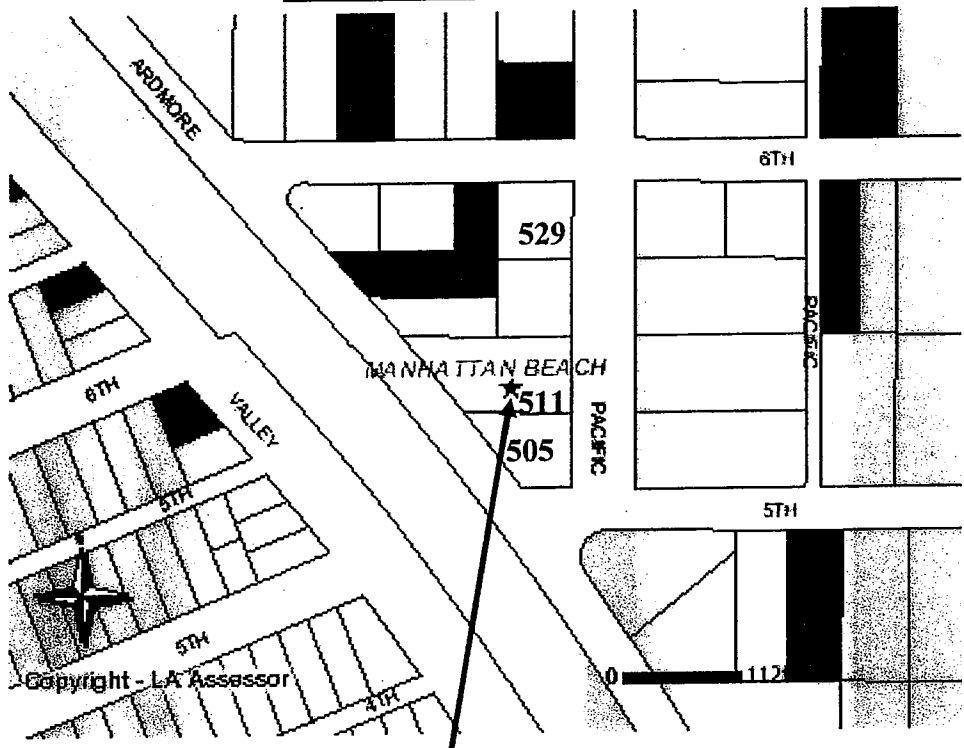 ARDMORE
6TH
529
PACIFIC
MANHATTAN BEACH
6TH
511
VALLEY
PACIFIC
505
5TH
5TH
5TH
0 112
Copyright - LA Assessor
4TH